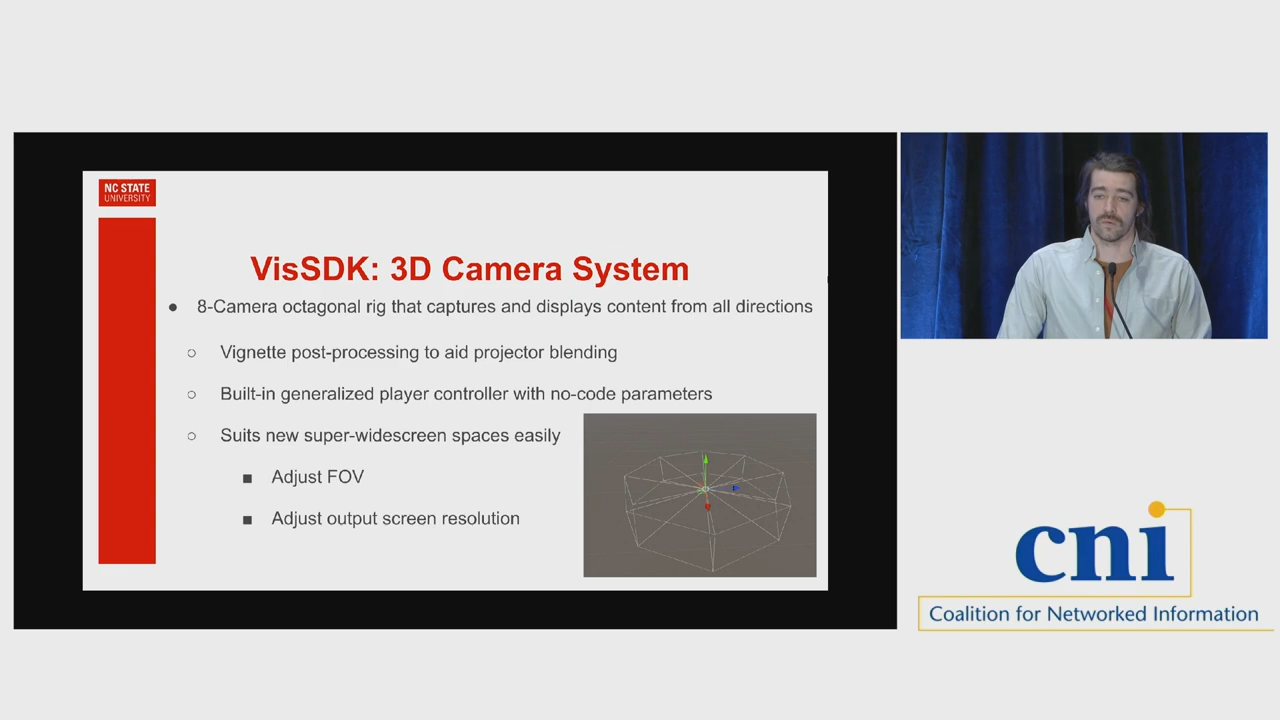 NC STATE
UNIVERSITY
VisSDK: 3D Camera System
● 8-Camera octagonal rig that captures and displays content from all directions
○ Vignette post-processing to aid projector blending
○ Built-in generalized player controller with no-code parameters
○ Suits new super-widescreen spaces easily
■ Adjust FOV
■ Adjust output screen resolution
cni
Coalition for Networked Information